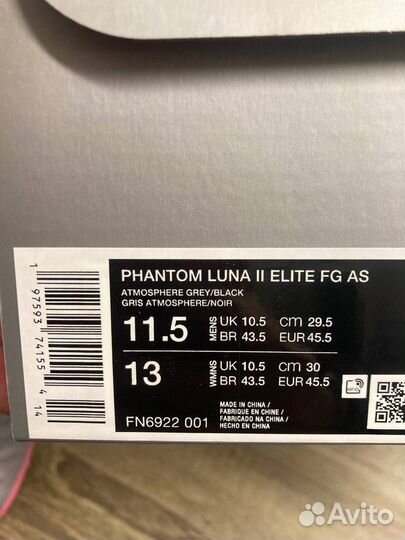 PHANTOM LUNA II ELITE FG AS
ATMOSPHERE GREY/BLACK
GRIS ATMOSPHERE/NOIR
11.5 MENS UK 10.5 cm 29.5
BR 43.5 EUR 45.5
13 WMNS UK 10.5 cm 30
BR 43.5 EUR 45.5
FN6922 001
MADE IN CHINA /
FABRIQUE EN CHINE /
FABRICADO NA CHINA /
HECHO EN CHINA
1 97593 74155 4 14
Avito